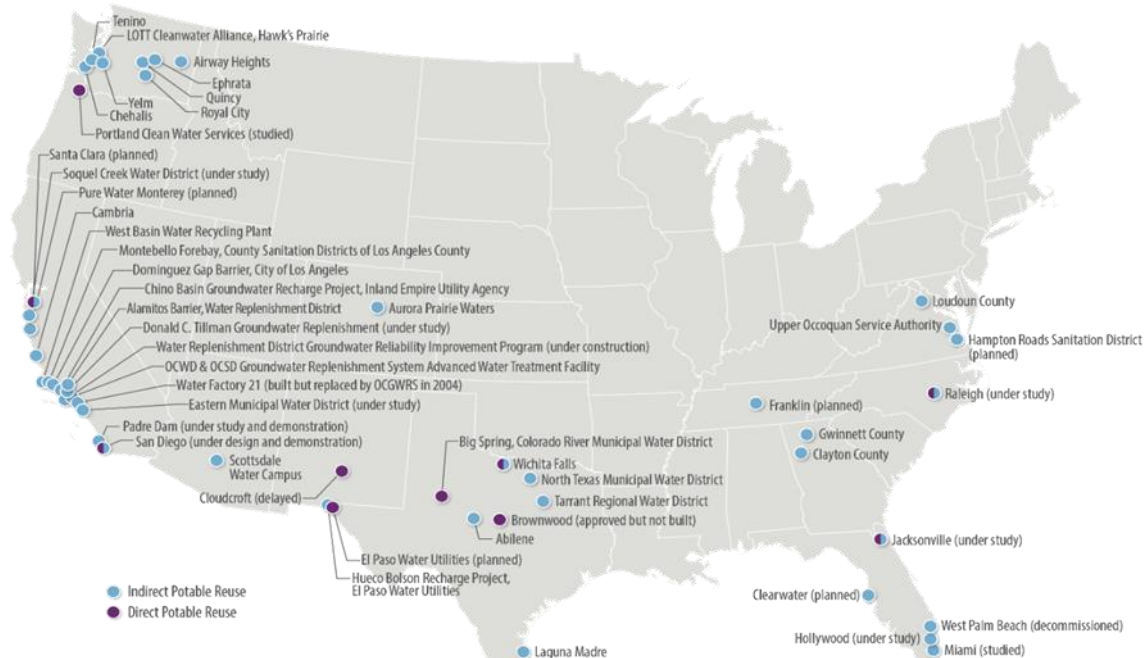 Tenino
LOTT Cleanwater Alliance, Hawk's Prairie
Airway Heights
Ephrata
Quincy
Royal City
Yelm
Chehalis
Portland Clean Water Services (studied)
Santa Clara (planned)
Soquel Creek Water District (under study)
Pure Water Monterey (planned)
Cambria
West Basin Water Recycling Plant
Montebello Forebay, County Sanitation Districts of Los Angeles County
Dominguez Gap Barrier, City of Los Angeles
Chino Basin Groundwater Recharge Project, Inland Empire Utility Agency
Alamitos Barrier, Water Replenishment District
Aurora Prairie Waters
Donald C. Tillman Groundwater Replenishment (under study)
Water Replenishment District Groundwater Reliability Improvement Program (under construction)
OCWD & OCSD Groundwater Replenishment System Advanced Water Treatment Facility
Water Factory 21 (built but replaced by OCGWRS in 2004)
Eastern Municipal Water District (under study)
Padre Dam (under study and demonstration)
San Diego (under design and demonstration)
Scottsdale
Water Campus
Cloudcroft (delayed)
Big Spring, Colorado River Municipal Water District
Wichita Falls
North Texas Municipal Water District
Tarrant Regional Water District
Brownwood (approved but not built)
Abilene
El Paso Water Utilities (planned)
Hueco Bolson Recharge Project,
El Paso Water Utilities
Laguna Madre
Loudoun County
Upper Occoquan Service Authority
Hampton Roads Sanitation District
(planned)
Raleigh (under study)
Franklin (planned)
Gwinnett County
Clayton County
Jacksonville (under study)
Clearwater (planned)
West Palm Beach (decommissioned)
Hollywood (under study)
Miami (studied)
Indirect Potable Reuse
Direct Potable Reuse